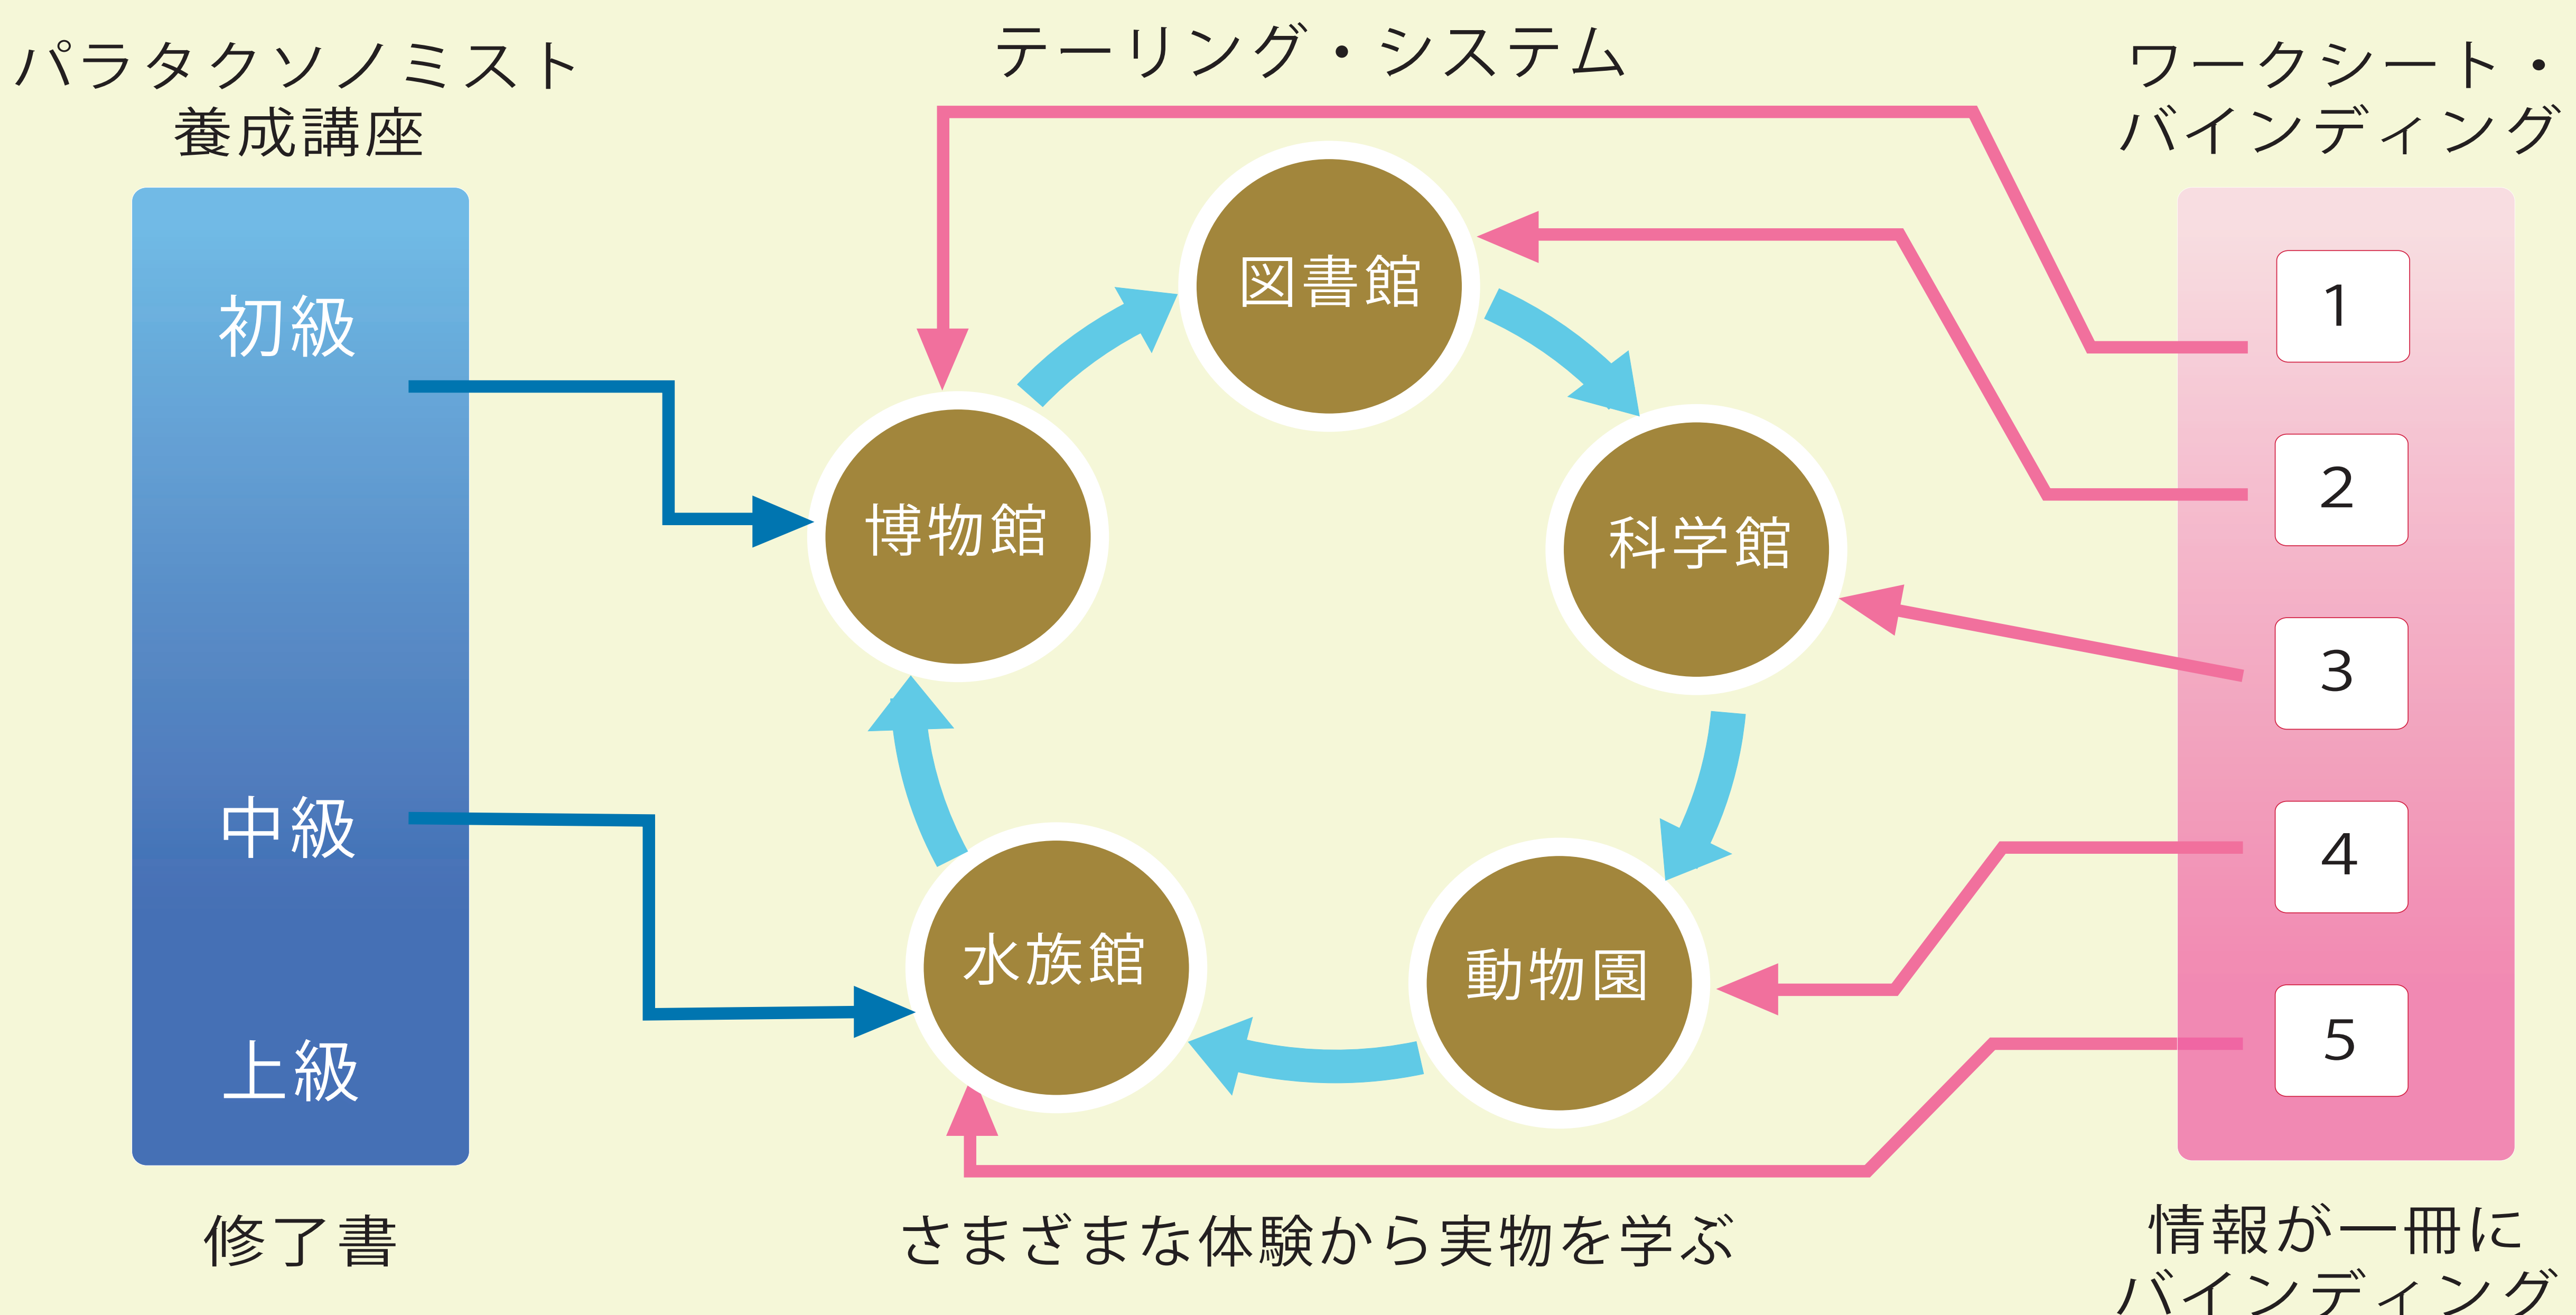 パラタクソノミスト
養成講座
初級
中級
上級
修了書
テーリング・システム
図書館
博物館
科学館
水族館
動物園
さまざまな体験から実物を学ぶ
ワークシート・
バインディング
1
2
3
4
5
情報が一冊に
バインディング